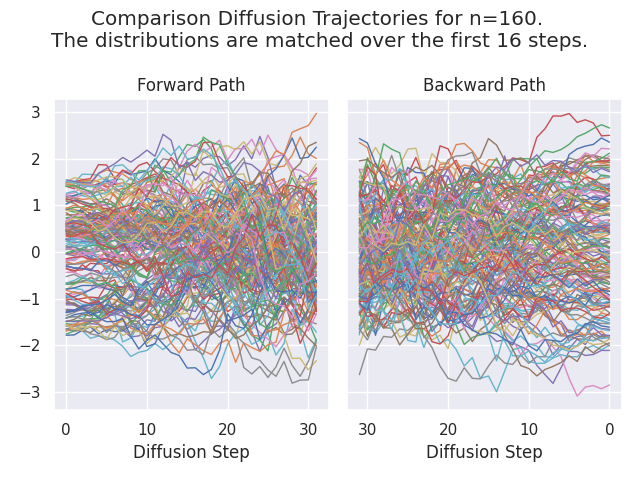 Comparison Diffusion Trajectories for n=160.
The distributions are matched over the first 16 steps.
Forward Path
Backward Path
3
2
1
0
−1
−2
−3
0 10 20 30
30 20 10 0
Diffusion Step
Diffusion Step